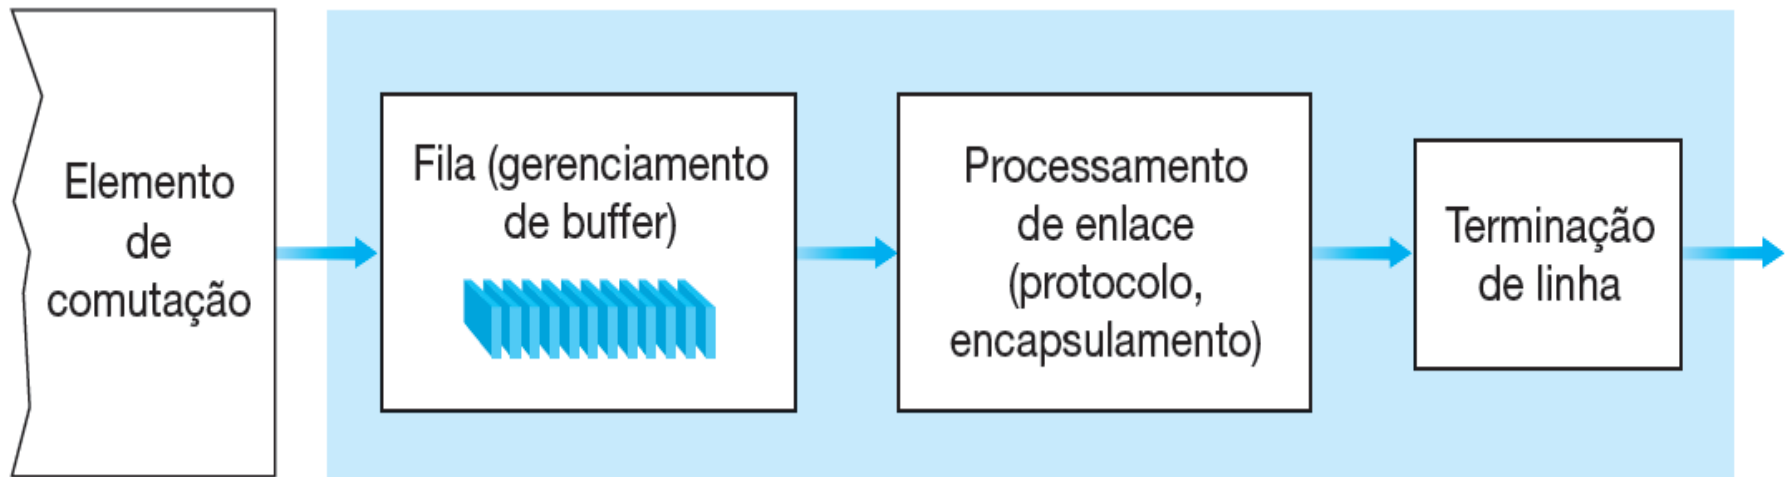 Elemento
de
comutação
Fila (gerenciamento
de buffer)
Processamento
de enlace
(protocolo,
encapsulamento)
Terminação
de linha